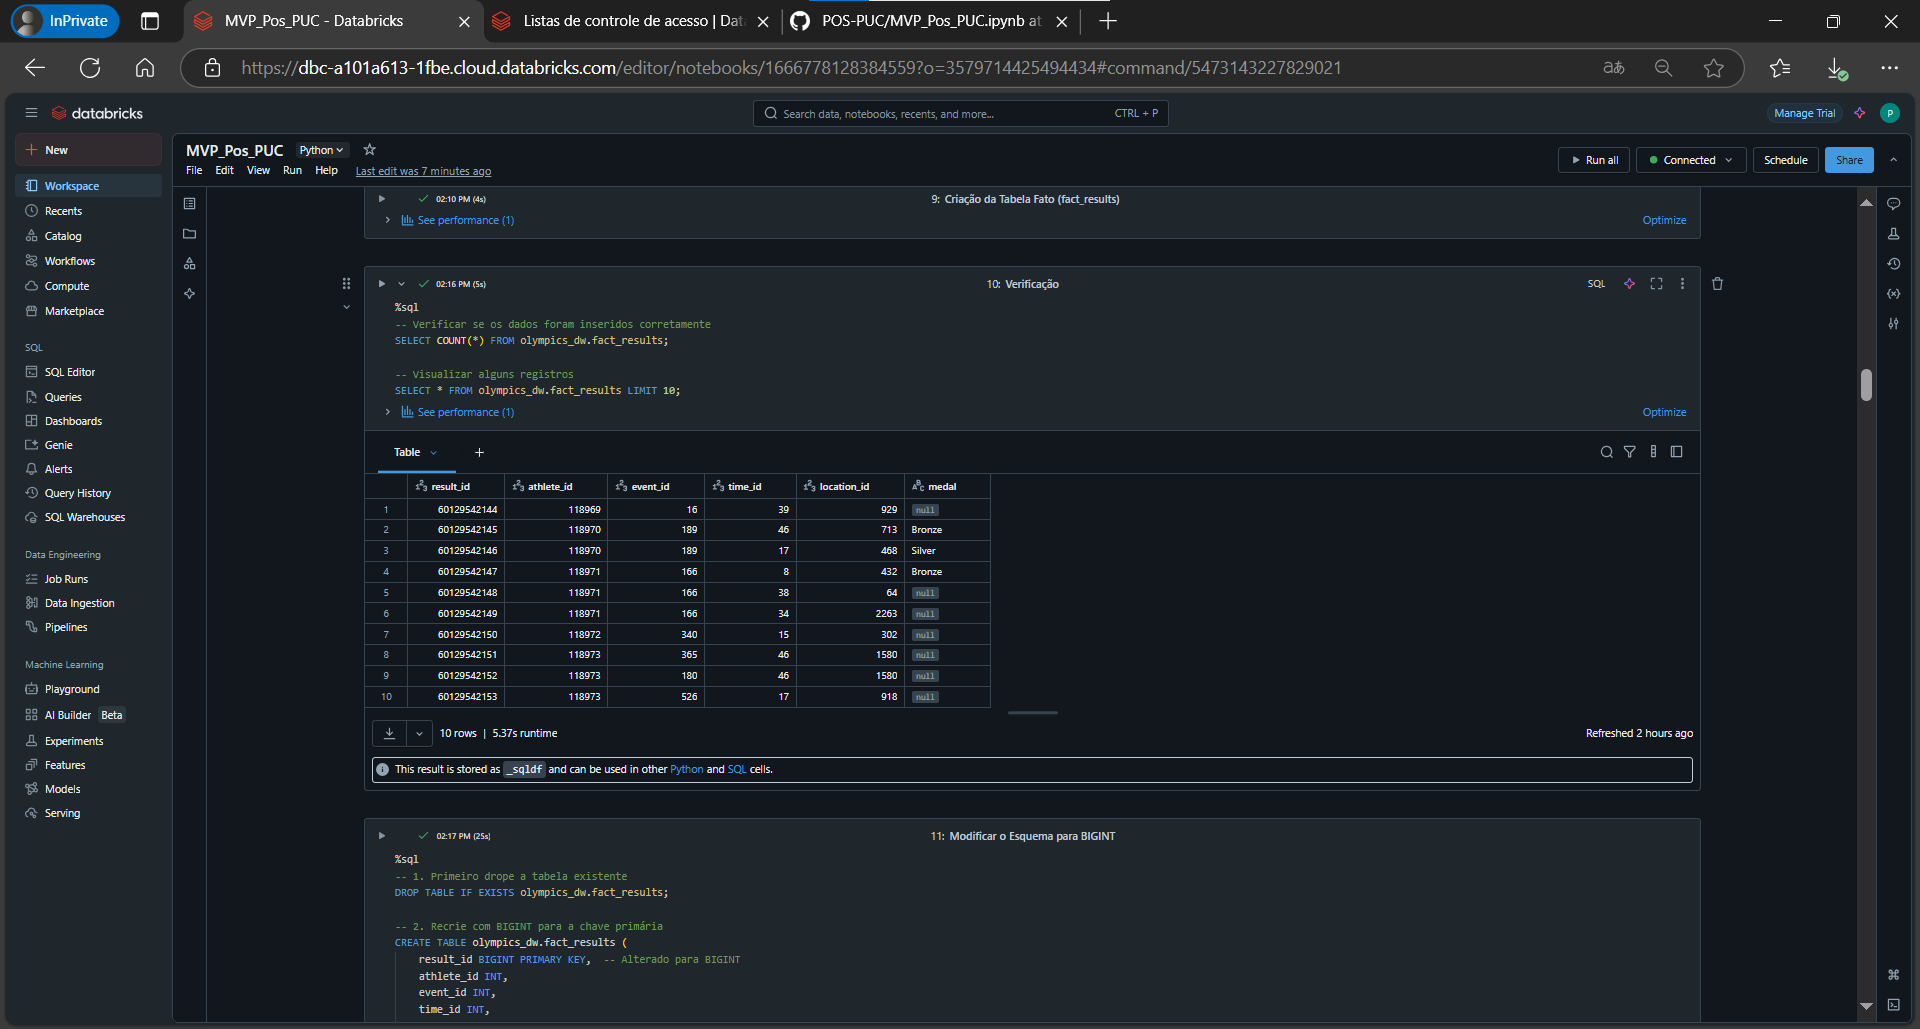 InPrivate
MVP_Pos_PUC - Databricks
Listas de controle de acesso | Dat
POS-PUC/MVP_Pos_PUC.ipynb at
https://dbc-a101a613-1fbe.cloud.databricks.com/editor/notebooks/1666778128384559?o=3579714425494434#command/5473143227829021
databricks
Search data, notebooks, recents, and more...
CTRL + P
Manage Trial
P
New
Workspace
Recents
Catalog
Workflows
Compute
Marketplace
SQL
SQL Editor
Queries
Dashboards
Genie
Alerts
Query History
SQL Warehouses
Data Engineering
Job Runs
Data Ingestion
Pipelines
Machine Learning
Playground
AI Builder Beta
Experiments
Features
Models
Serving
MVP_Pos_PUC Python
File Edit View Run Help Last edit was 7 minutes ago
Run all Connected Schedule Share
02:10 PM (4s) 9: Criação da Tabela Fato (fact_results)
See performance (1) Optimize
02:16 PM (5s) 10: Verificação SQL
%sql
-- Verificar se os dados foram inseridos corretamente
SELECT COUNT(*) FROM olympics_dw.fact_results;
-- Visualizar alguns registros
SELECT * FROM olympics_dw.fact_results LIMIT 10;
See performance (1) Optimize
Table
result_id athlete_id event_id time_id location_id medal
1 60129542144 118969 16 39 929 null
2 60129542145 118970 189 46 713 Bronze
3 60129542146 118970 189 17 468 Silver
4 60129542147 118971 166 8 432 Bronze
5 60129542148 118971 166 38 64 null
6 60129542149 118971 166 34 2263 null
7 60129542150 118972 340 15 302 null
8 60129542151 118973 365 46 1580 null
9 60129542152 118973 180 46 1580 null
10 60129542153 118973 526 17 918 null
10 rows | 5.37s runtime Refreshed 2 hours ago
This result is stored as _sqldf and can be used in other Python and SQL cells.
02:17 PM (25s) 11: Modificar o Esquema para BIGINT
%sql
-- 1. Primeiro drope a tabela existente
DROP TABLE IF EXISTS olympics_dw.fact_results;
-- 2. Recrie com BIGINT para a chave primária
CREATE TABLE olympics_dw.fact_results (
result_id BIGINT PRIMARY KEY, -- Alterado para BIGINT
athlete_id INT,
event_id INT,
time_id INT,